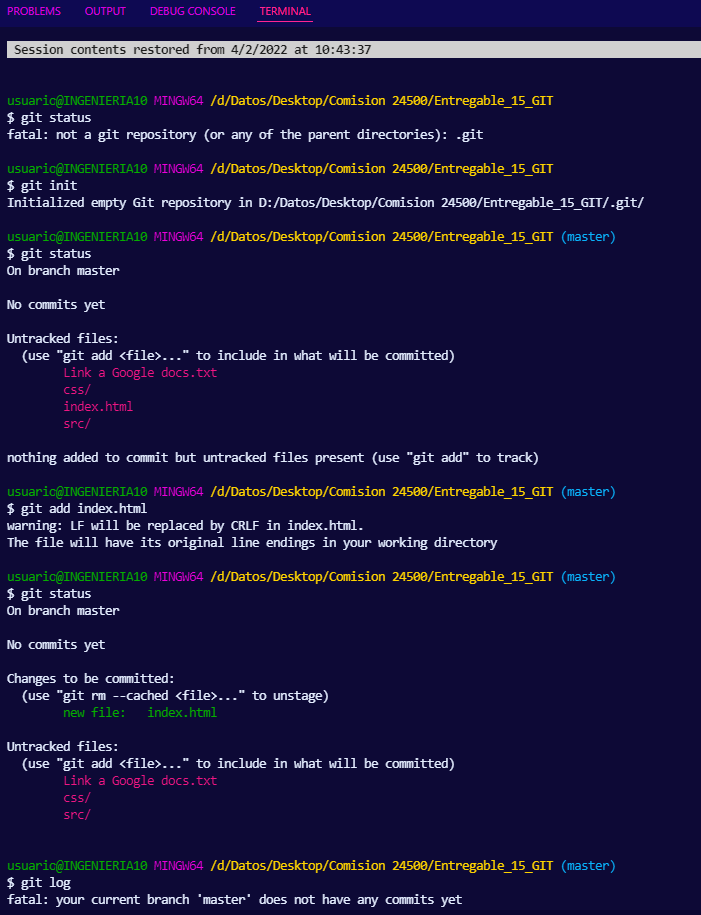 PROBLEMS OUTPUT DEBUG CONSOLE TERMINAL
Session contents restored from 4/2/2022 at 10:43:37
usuario@INGENIERIA10 MINGW64 /d/Datos/Desktop/Comision 24500/Entregable_15_GIT
$ git status
fatal: not a git repository (or any of the parent directories): .git
usuario@INGENIERIA10 MINGW64 /d/Datos/Desktop/Comision 24500/Entregable_15_GIT
$ git init
Initialized empty Git repository in D:/Datos/Desktop/Comision 24500/Entregable_15_GIT/.git/
usuario@INGENIERIA10 MINGW64 /d/Datos/Desktop/Comision 24500/Entregable_15_GIT (master)
$ git status
On branch master
No commits yet
Untracked files:
(use "git add <file>..." to include in what will be committed)
Link a Google docs.txt
css/
index.html
src/
nothing added to commit but untracked files present (use "git add" to track)
usuario@INGENIERIA10 MINGW64 /d/Datos/Desktop/Comision 24500/Entregable_15_GIT (master)
$ git add index.html
warning: LF will be replaced by CRLF in index.html.
The file will have its original line endings in your working directory
usuario@INGENIERIA10 MINGW64 /d/Datos/Desktop/Comision 24500/Entregable_15_GIT (master)
$ git status
On branch master
No commits yet
Changes to be committed:
(use "git rm --cached <file>..." to unstage)
new file:   index.html
Untracked files:
(use "git add <file>..." to include in what will be committed)
Link a Google docs.txt
css/
src/
usuario@INGENIERIA10 MINGW64 /d/Datos/Desktop/Comision 24500/Entregable_15_GIT (master)
$ git log
fatal: your current branch 'master' does not have any commits yet